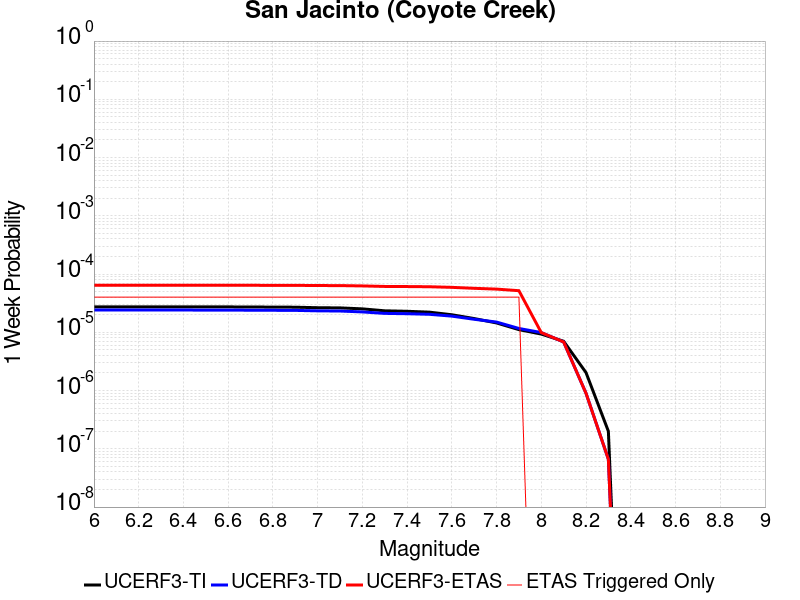 San Jacinto (Coyote Creek)
10^0
10^-1
10^-2
10^-3
10^-4
10^-5
10^-6
10^-7
10^-8
1 Week Probability
6 6.2 6.4 6.6 6.8 7 7.2 7.4 7.6 7.8 8 8.2 8.4 8.6 8.8 9
Magnitude
UCERF3-TI UCERF3-TD UCERF3-ETAS ETAS Triggered Only